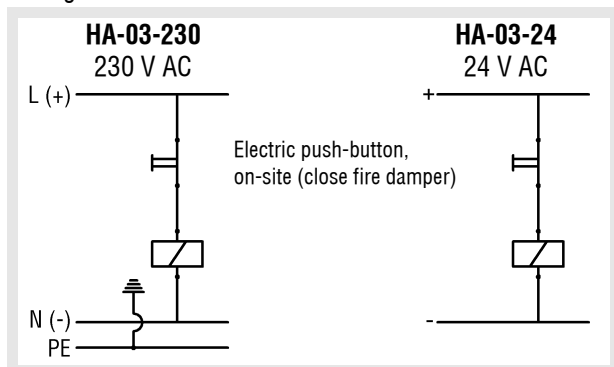 HA-03-230
230 V AC
L (+)
Electric push-button,
on-site (close fire damper)
N (-)
PE
HA-03-24
24 V AC
+
-